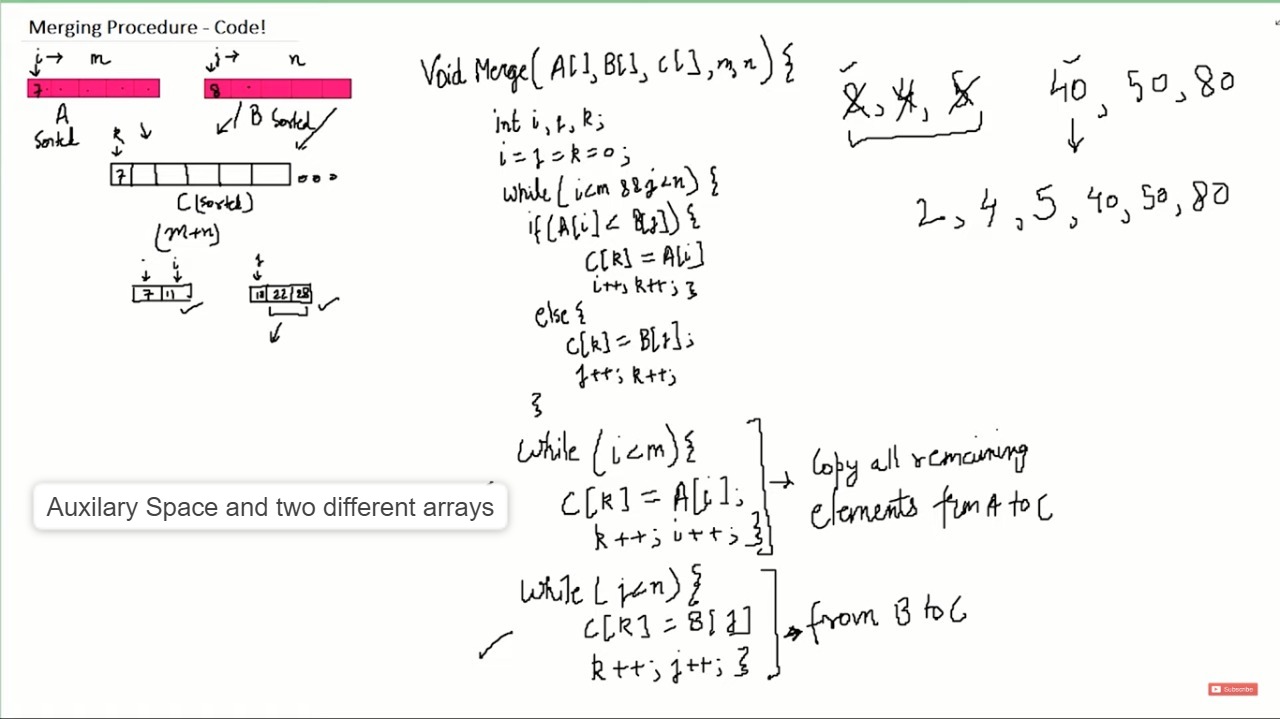 Merging Procedure - Code!
i→ m
j→ n
7
8
A
Sorted
B Sorted
k
7
C (Sorted)
(m+n)
i i
7 11
j
18 22 28
Void Merge( A[], B[], C[], m, n) {
int i, j, k;
i = j = k = 0;
while (i<m && j<n) {
if (A[i] < B[j]) {
C[k] = A[i]
i++, k++; }
else {
C[k] = B[j];
j++; k++;
}
while (i<m) {
C[k] = A[i];
k++; i++; }
while ( j<n) {
C[k] = B[j]
k++; j++; }
→ Copy all remaining
elements from A to C
→ from B to C
2, 4, 5
40, 50, 80
2, 4, 5, 40, 50, 80
Auxilary Space and two different arrays
Subscribe